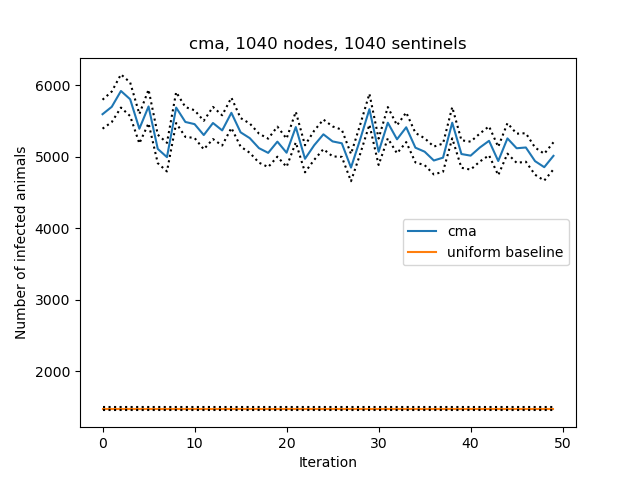 cma, 1040 nodes, 1040 sentinels
6000
5000
4000
3000
2000
Number of infected animals
cma
uniform baseline
0
10
20
30
40
50
Iteration